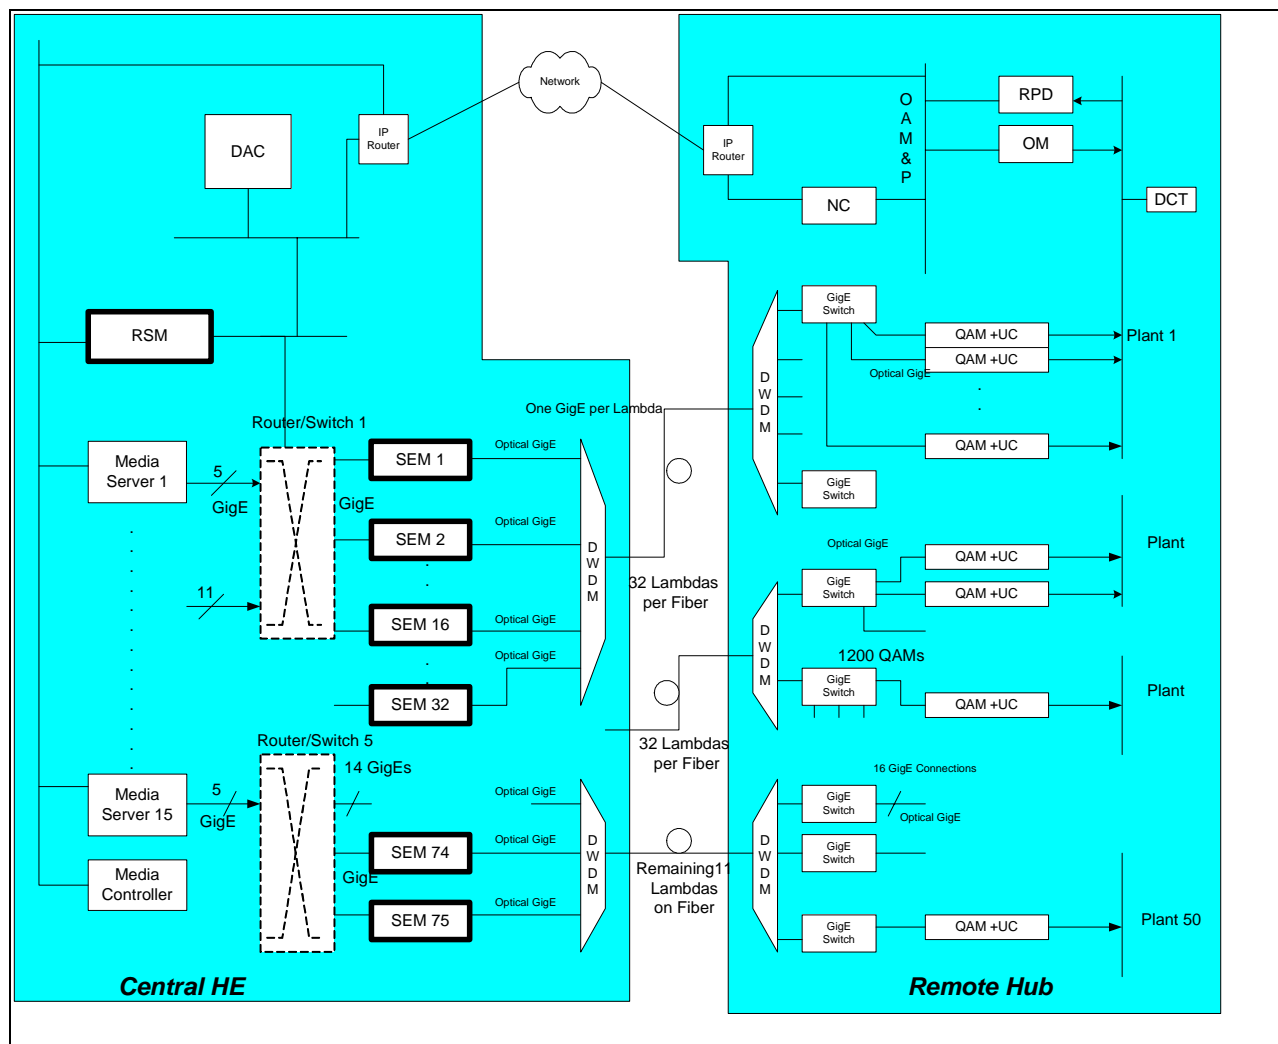 Network
IP
Router
DAC
RSM
Router/Switch 1
Media
Server 1
5
GigE
11
GigE
SEM 1
Optical GigE
SEM 2
Optical GigE
SEM 16
Optical GigE
SEM 32
Optical GigE
D
W
D
M
Router/Switch 5
14 GigEs
Media
Server 15
5
GigE
Media
Controller
GigE
Optical GigE
SEM 74
Optical GigE
SEM 75
Optical GigE
D
W
D
M
Central HE
One GigE per Lambda
32 Lambdas
per Fiber
32 Lambdas
per Fiber
Remaining11
Lambdas
on Fiber
IP
Router
O
A
M
&
P
RPD
OM
NC
DCT
D
W
D
M
GigE
Switch
QAM +UC
QAM +UC
Optical GigE
QAM +UC
Plant 1
GigE
Switch
Optical GigE
QAM +UC
QAM +UC
Plant
D
W
D
M
GigE
Switch
1200 QAMs
GigE
Switch
QAM +UC
Plant
16 GigE Connections
Optical GigE
D
W
D
M
GigE
Switch
GigE
Switch
GigE
Switch
QAM +UC
Plant 50
Remote Hub